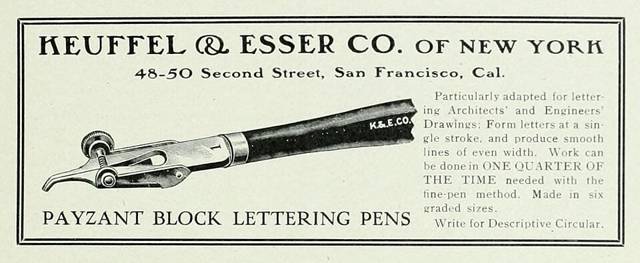 KEUFFEL & ESSER CO. OF NEW YORK
48-50 Second Street, San Francisco, Cal.
K.&E.CO.
Particularly adapted for letter-
ing Architects' and Engineers'
Drawings: Form letters at a sin-
gle stroke, and produce smooth
lines of even width. Work can
be done in ONE QUARTER OF
THE TIME needed with the
fine-pen method. Made in six
graded sizes.
Write for Descriptive Circular.
PAYZANT BLOCK LETTERING PENS